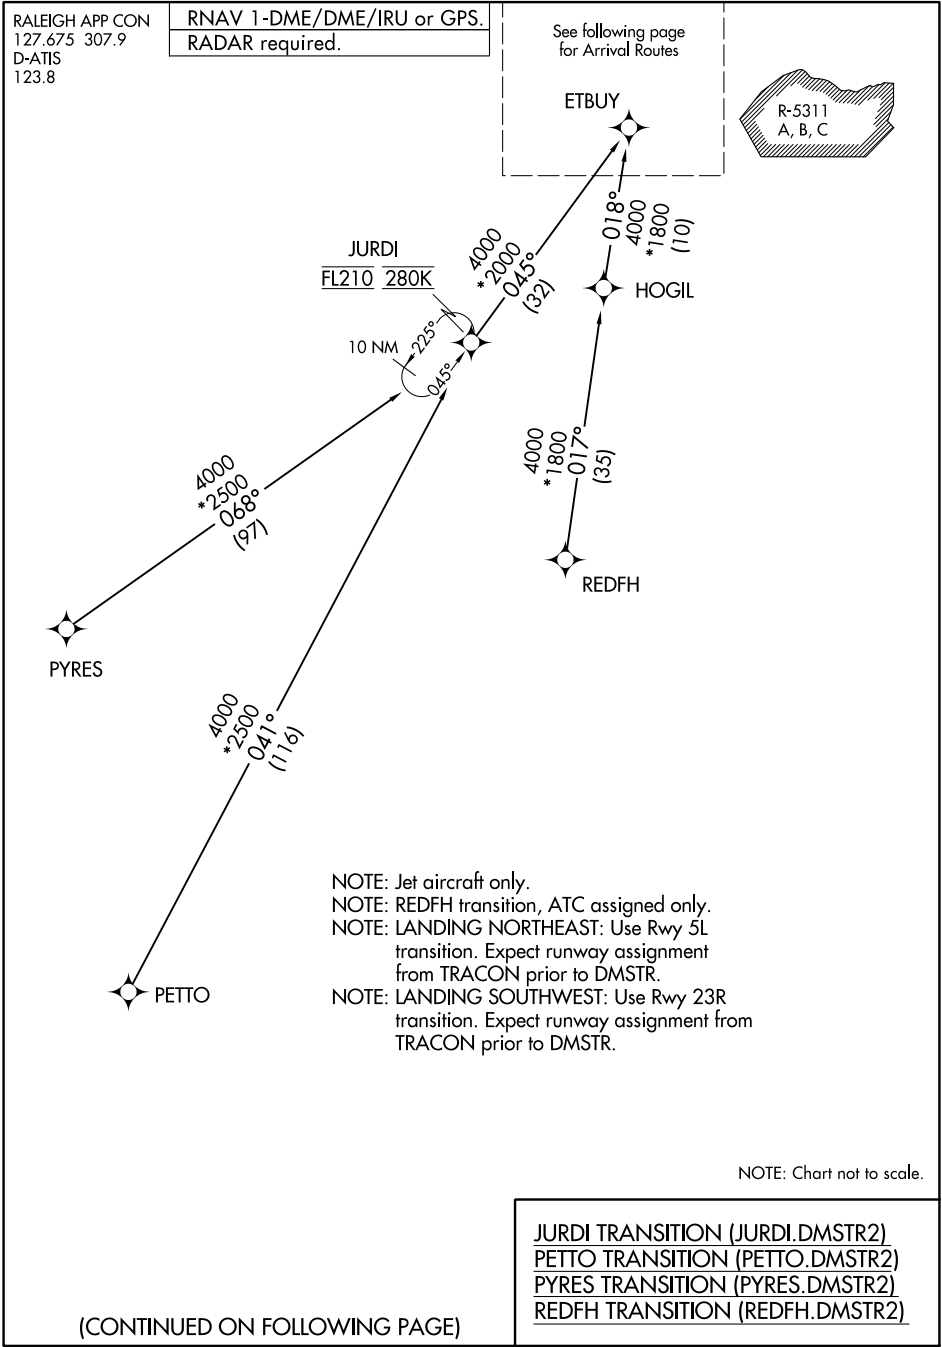 RALEIGH APP CON
127.675 307.9
D-ATIS
123.8
RNAV 1-DME/DME/IRU or GPS.
RADAR required.
See following page
for Arrival Routes
ETBUY
R-5311
A, B, C
018°
4000
*1800
(10)
JURDI
FL210 280K
4000
*2000
045°
(32)
HOGIL
10 NM
225°
045°
4000
*2500
068°
(97)
4000
*1800
017°
(35)
REDFH
PYRES
4000
*2500
041°
(116)
PETTO
NOTE: Jet aircraft only.
NOTE: REDFH transition, ATC assigned only.
NOTE: LANDING NORTHEAST: Use Rwy 5L
transition. Expect runway assignment
from TRACON prior to DMSTR.
NOTE: LANDING SOUTHWEST: Use Rwy 23R
transition. Expect runway assignment from
TRACON prior to DMSTR.
NOTE: Chart not to scale.
JURDI TRANSITION (JURDI.DMSTR2)
PETTO TRANSITION (PETTO.DMSTR2)
PYRES TRANSITION (PYRES.DMSTR2)
REDFH TRANSITION (REDFH.DMSTR2)
(CONTINUED ON FOLLOWING PAGE)